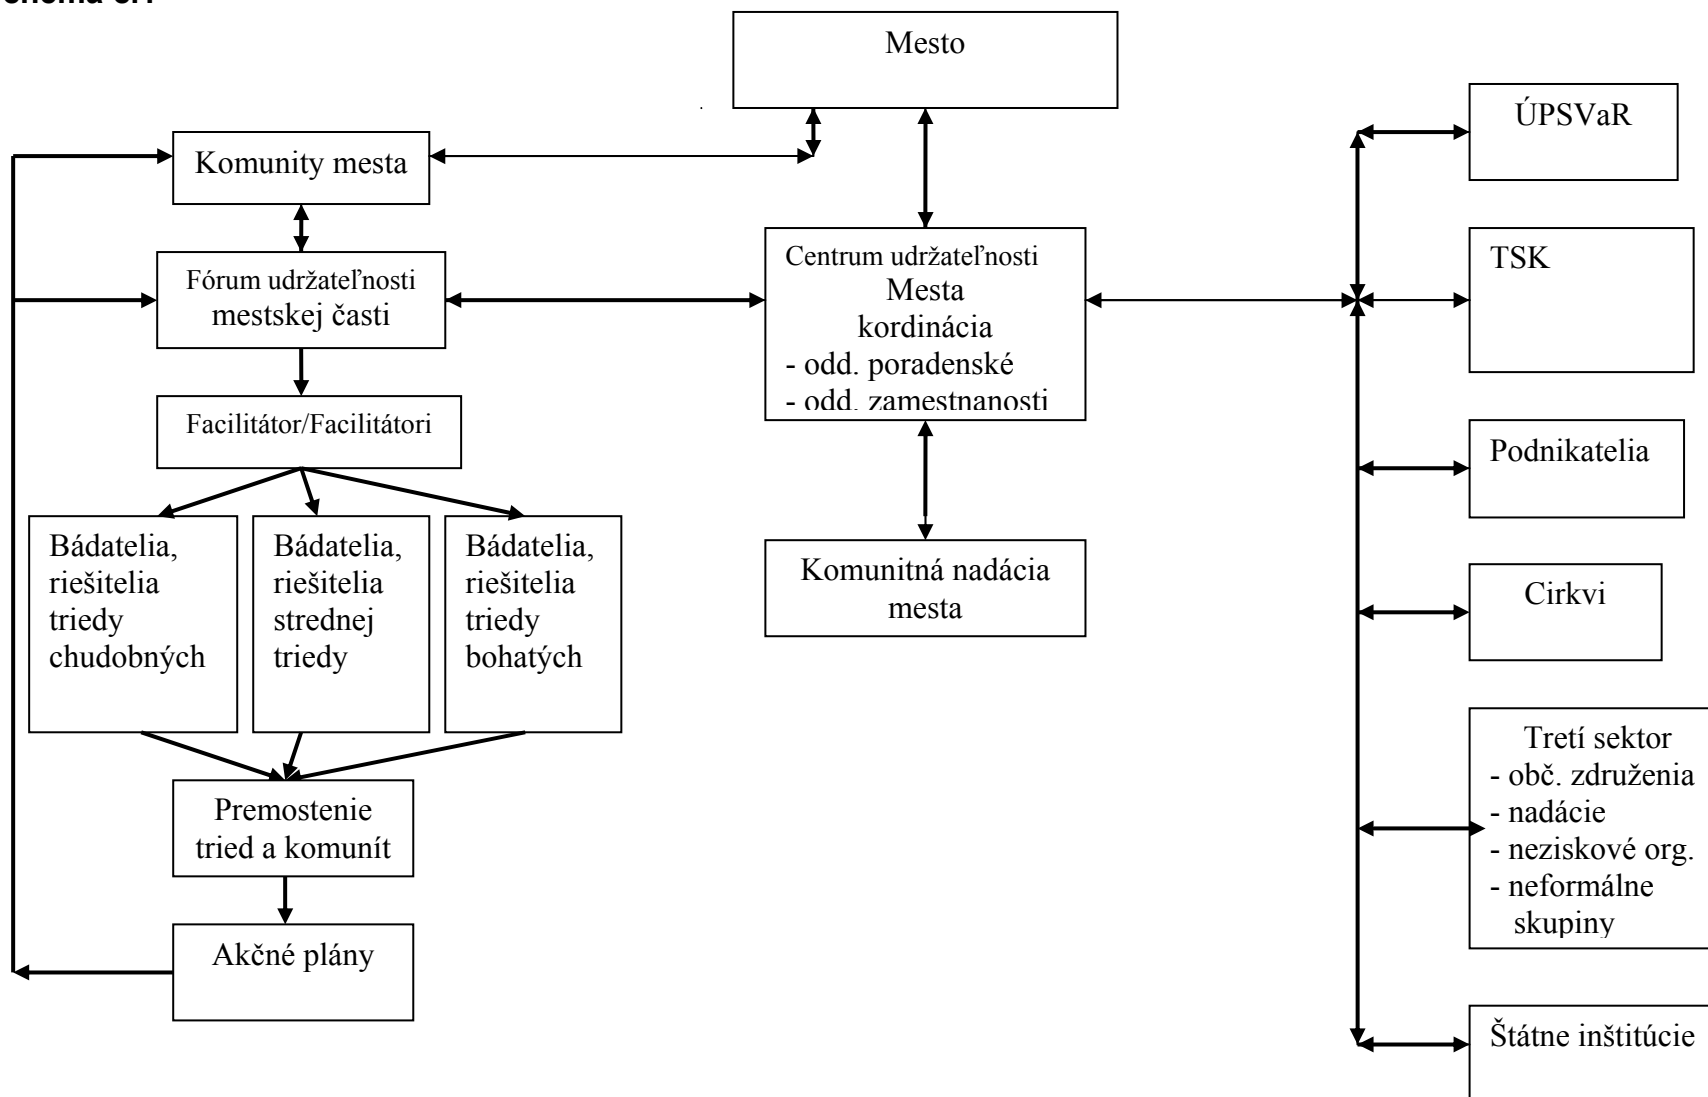 Mesto
Komunity mesta
Fórum udržateľnosti
mestskej časti
Facilitátor/Facilitátori
Bádatelia,
riešitelia
triedy
chudobných
Bádatelia,
riešitelia
strednej
triedy
Bádatelia,
riešitelia
triedy
bohatých
Premostenie
tried a komunít
Akčné plány
Centrum udržateľnosti
Mesta
kordinácia
- odd. poradenské
- odd. zamestnanosti
Komunitná nadácia
mesta
ÚPSVaR
TSK
Podnikatelia
Cirkvi
Tretí sektor
- obč. združenia
- nadácie
- neziskové org.
- neformálne
skupiny
Štátne inštitúcie